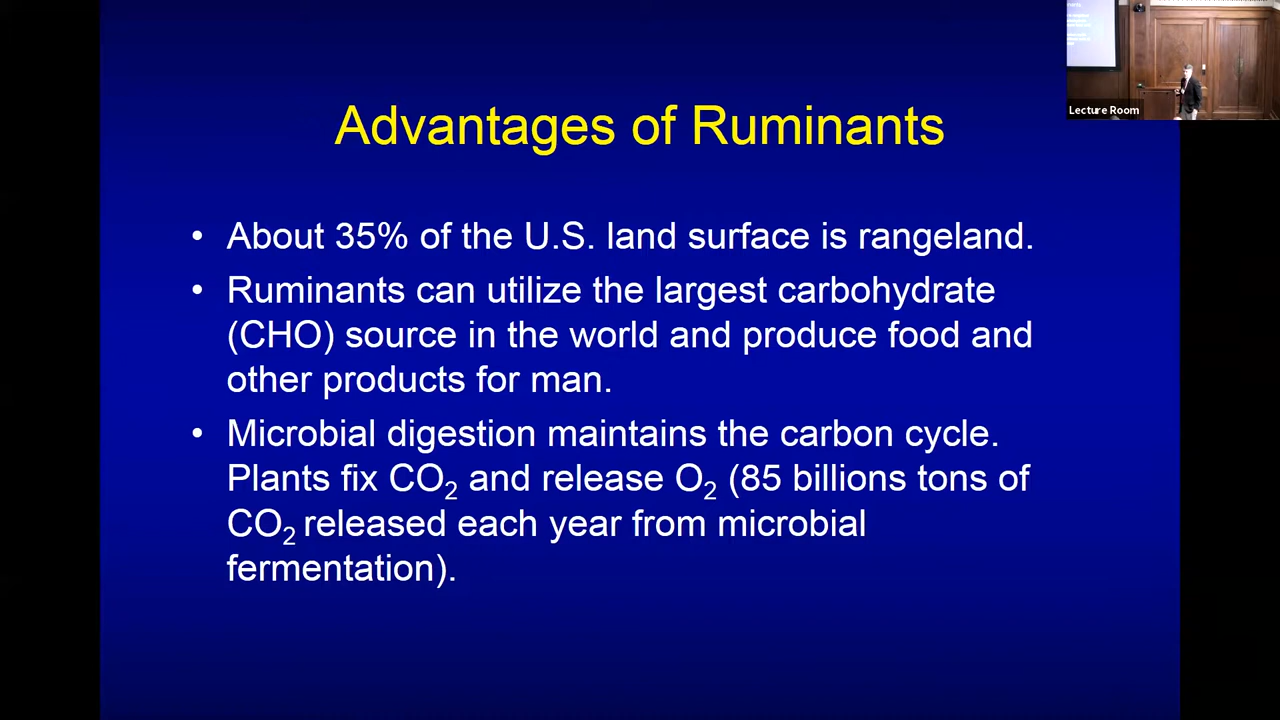 Lecture Room
Advantages of Ruminants
• About 35% of the U.S. land surface is rangeland.
• Ruminants can utilize the largest carbohydrate
(CHO) source in the world and produce food and
other products for man.
• Microbial digestion maintains the carbon cycle.
Plants fix CO₂ and release O₂ (85 billions tons of
CO₂ released each year from microbial
fermentation).